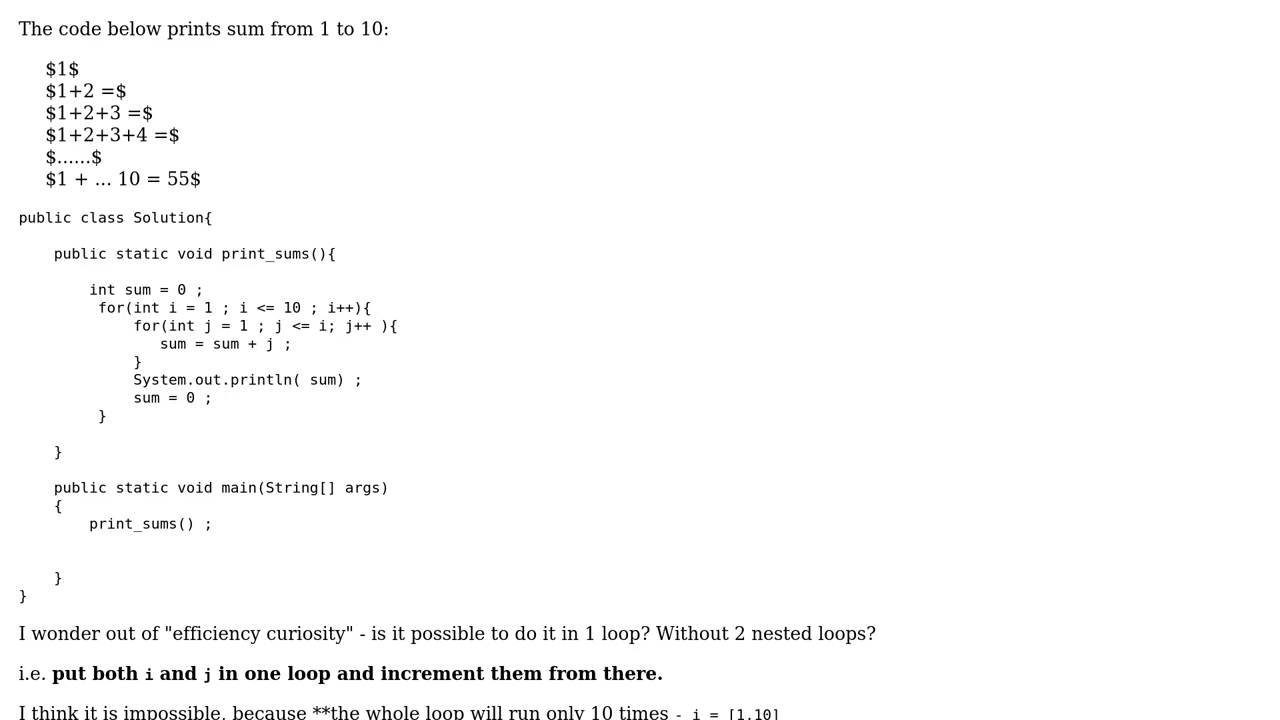 The code below prints sum from 1 to 10:
$1$
$1+2 =$
$1+2+3 =$
$1+2+3+4 =$
$......$
$1 + ... 10 = 55$
public class Solution{
public static void print_sums(){
int sum = 0 ;
for(int i = 1 ; i <= 10 ; i++){
for(int j = 1 ; j <= i; j++ ){
sum = sum + j ;
}
System.out.println( sum) ;
sum = 0 ;
}
}
public static void main(String[] args)
{
print_sums() ;
}
}
I wonder out of "efficiency curiosity" - is it possible to do it in 1 loop? Without 2 nested loops?
i.e. put both i and j in one loop and increment them from there.
I think it is impossible, because **the whole loop will run only 10 times - i = [1,10]